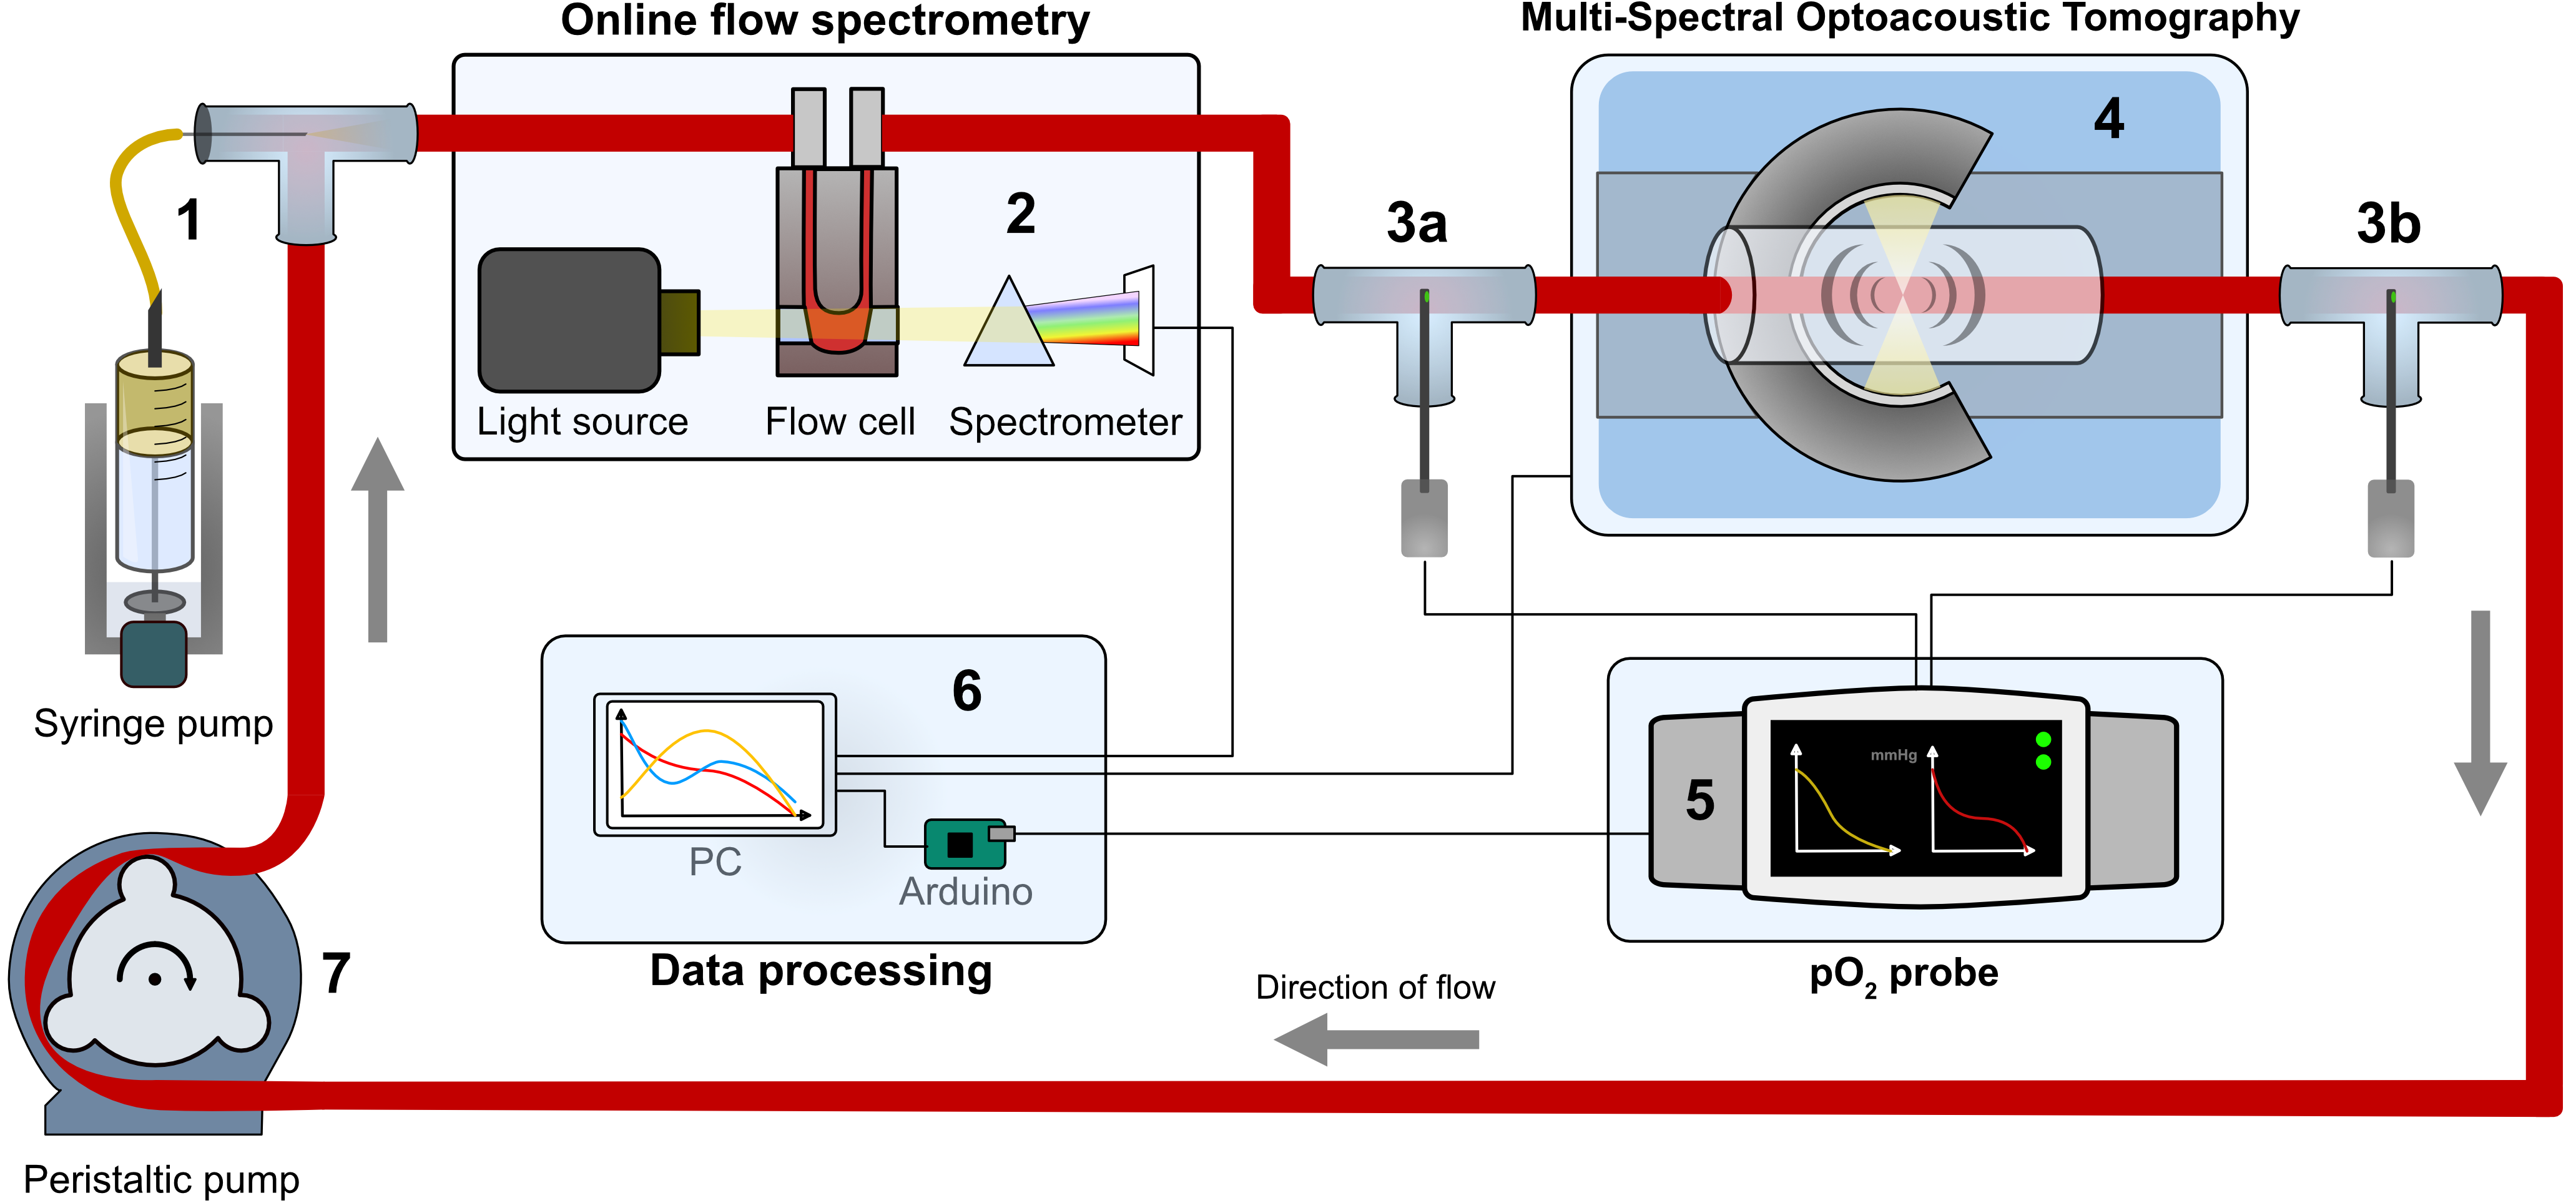 Online flow spectrometry
Multi-Spectral Optoacoustic Tomography
1
2
3a
4
3b
Light source
Flow cell
Spectrometer
Syringe pump
6
PC
Arduino
Data processing
5
mmHg
pO2 probe
7
Direction of flow
Peristaltic pump